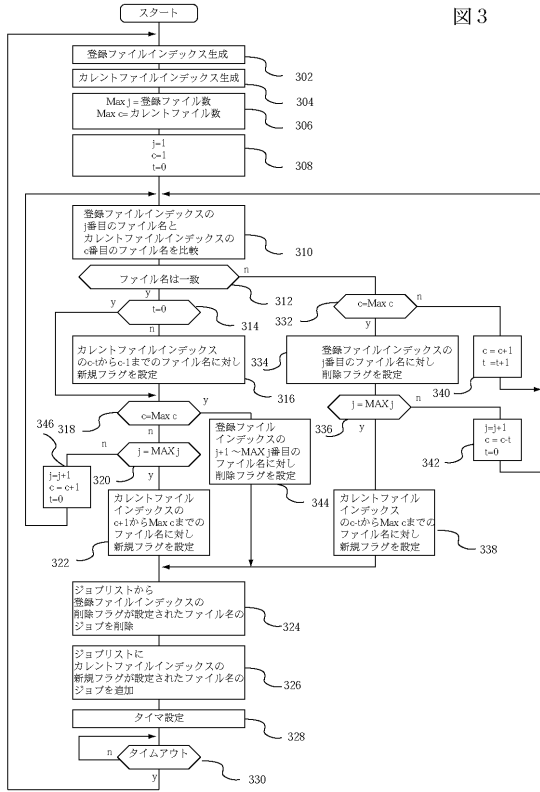 図３
スタート
登録ファイルインデックス生成
302
カレントファイルインデックス生成
304
Max j = 登録ファイル数
Max c= カレントファイル数
306
j=1
c=1
t=0
308
登録ファイルインデックスの
j番目のファイル名と
カレントファイルインデックスの
c番目のファイル名を比較
310
ファイル名は一致
n
y
312
t=0
y
n
314
カレントファイルインデックス
のc-tからc-1までのファイル名に対し
新規フラグを設定
316
c=Max c
n
y
332
登録ファイルインデックスの
j番目のファイル名に対し
削除フラグを設定
334
c = c+1
t =t+1
340
c=Max c
y
n
318
j = MAX j
n
y
320
346
j=j+1
c = c+1
t=0
登録ファイル
インデックスの
j+1 〜MAX j番目の
ファイル名に対し
削除フラグを設定
344
j = MAX j
n
y
336
j=j+1
c = c-t
t=0
342
カレントファイル
インデックス
c+1からMax cまでの
ファイル名に対し
新規フラグを設定
322
カレントファイル
インデックス
のc-tからMax cまでの
ファイル名に対し
新規フラグを設定
338
ジョブリストから
登録ファイルインデックスの
削除フラグが設定されたファイル名の
ジョブを削除
324
ジョブリストに
カレントファイルインデックスの
新規フラグが設定されたファイル名の
ジョブを追加
326
タイマ設定
328
タイムアウト
n
y
330